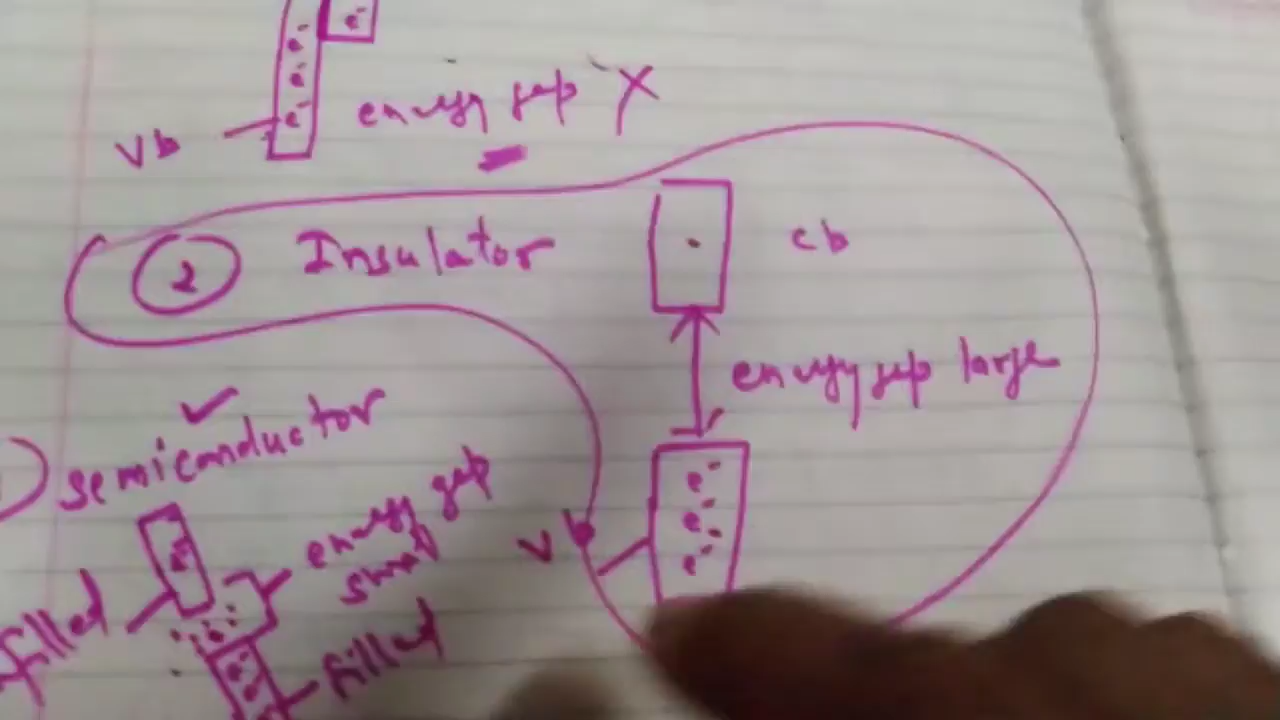 e-
e-
e-
e-
vb
energy gap X
2 Insulator
cb
energy gap large
semiconductor
e-
e-
e-
vb
energy gap
small
filled
filled